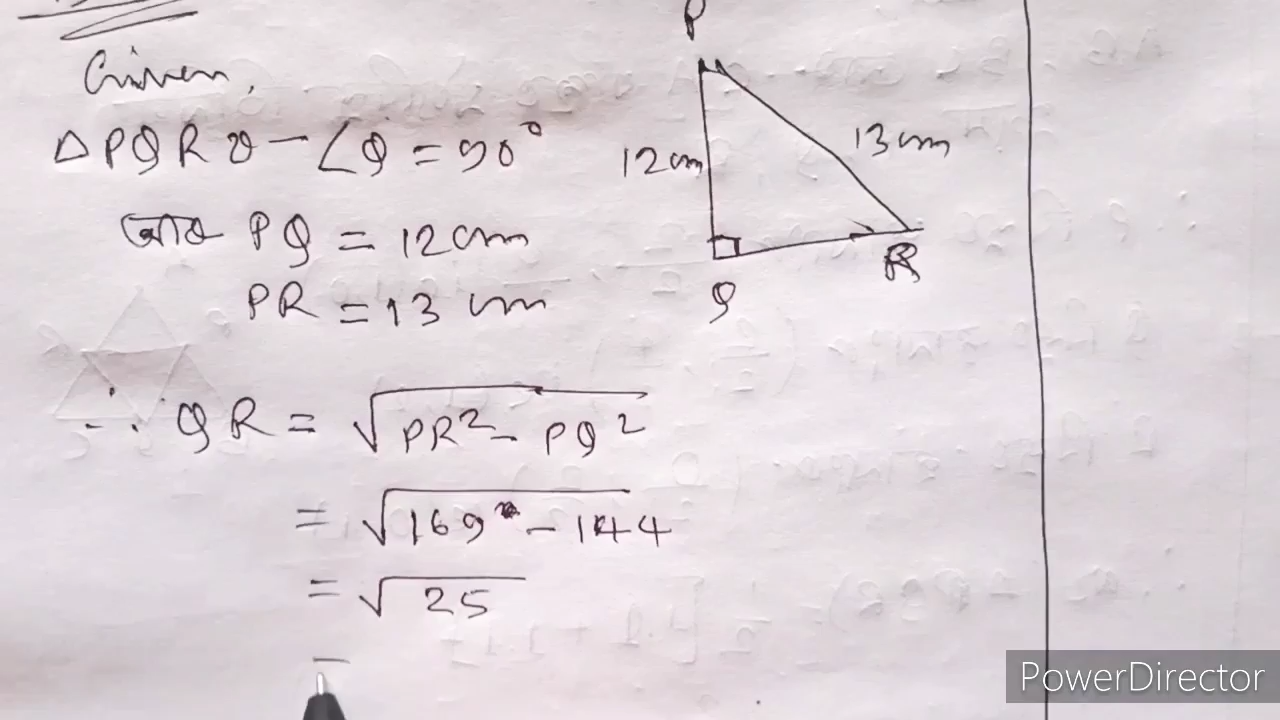 Given,
△PQR ত ∠Q = 90°
PQ = 12 cm
PR = 13 cm
∴ QR = √(PR² - PQ²)
= √(169 - 144)
= √25
=
P
12 cm
13 cm
Q
R
PowerDirector